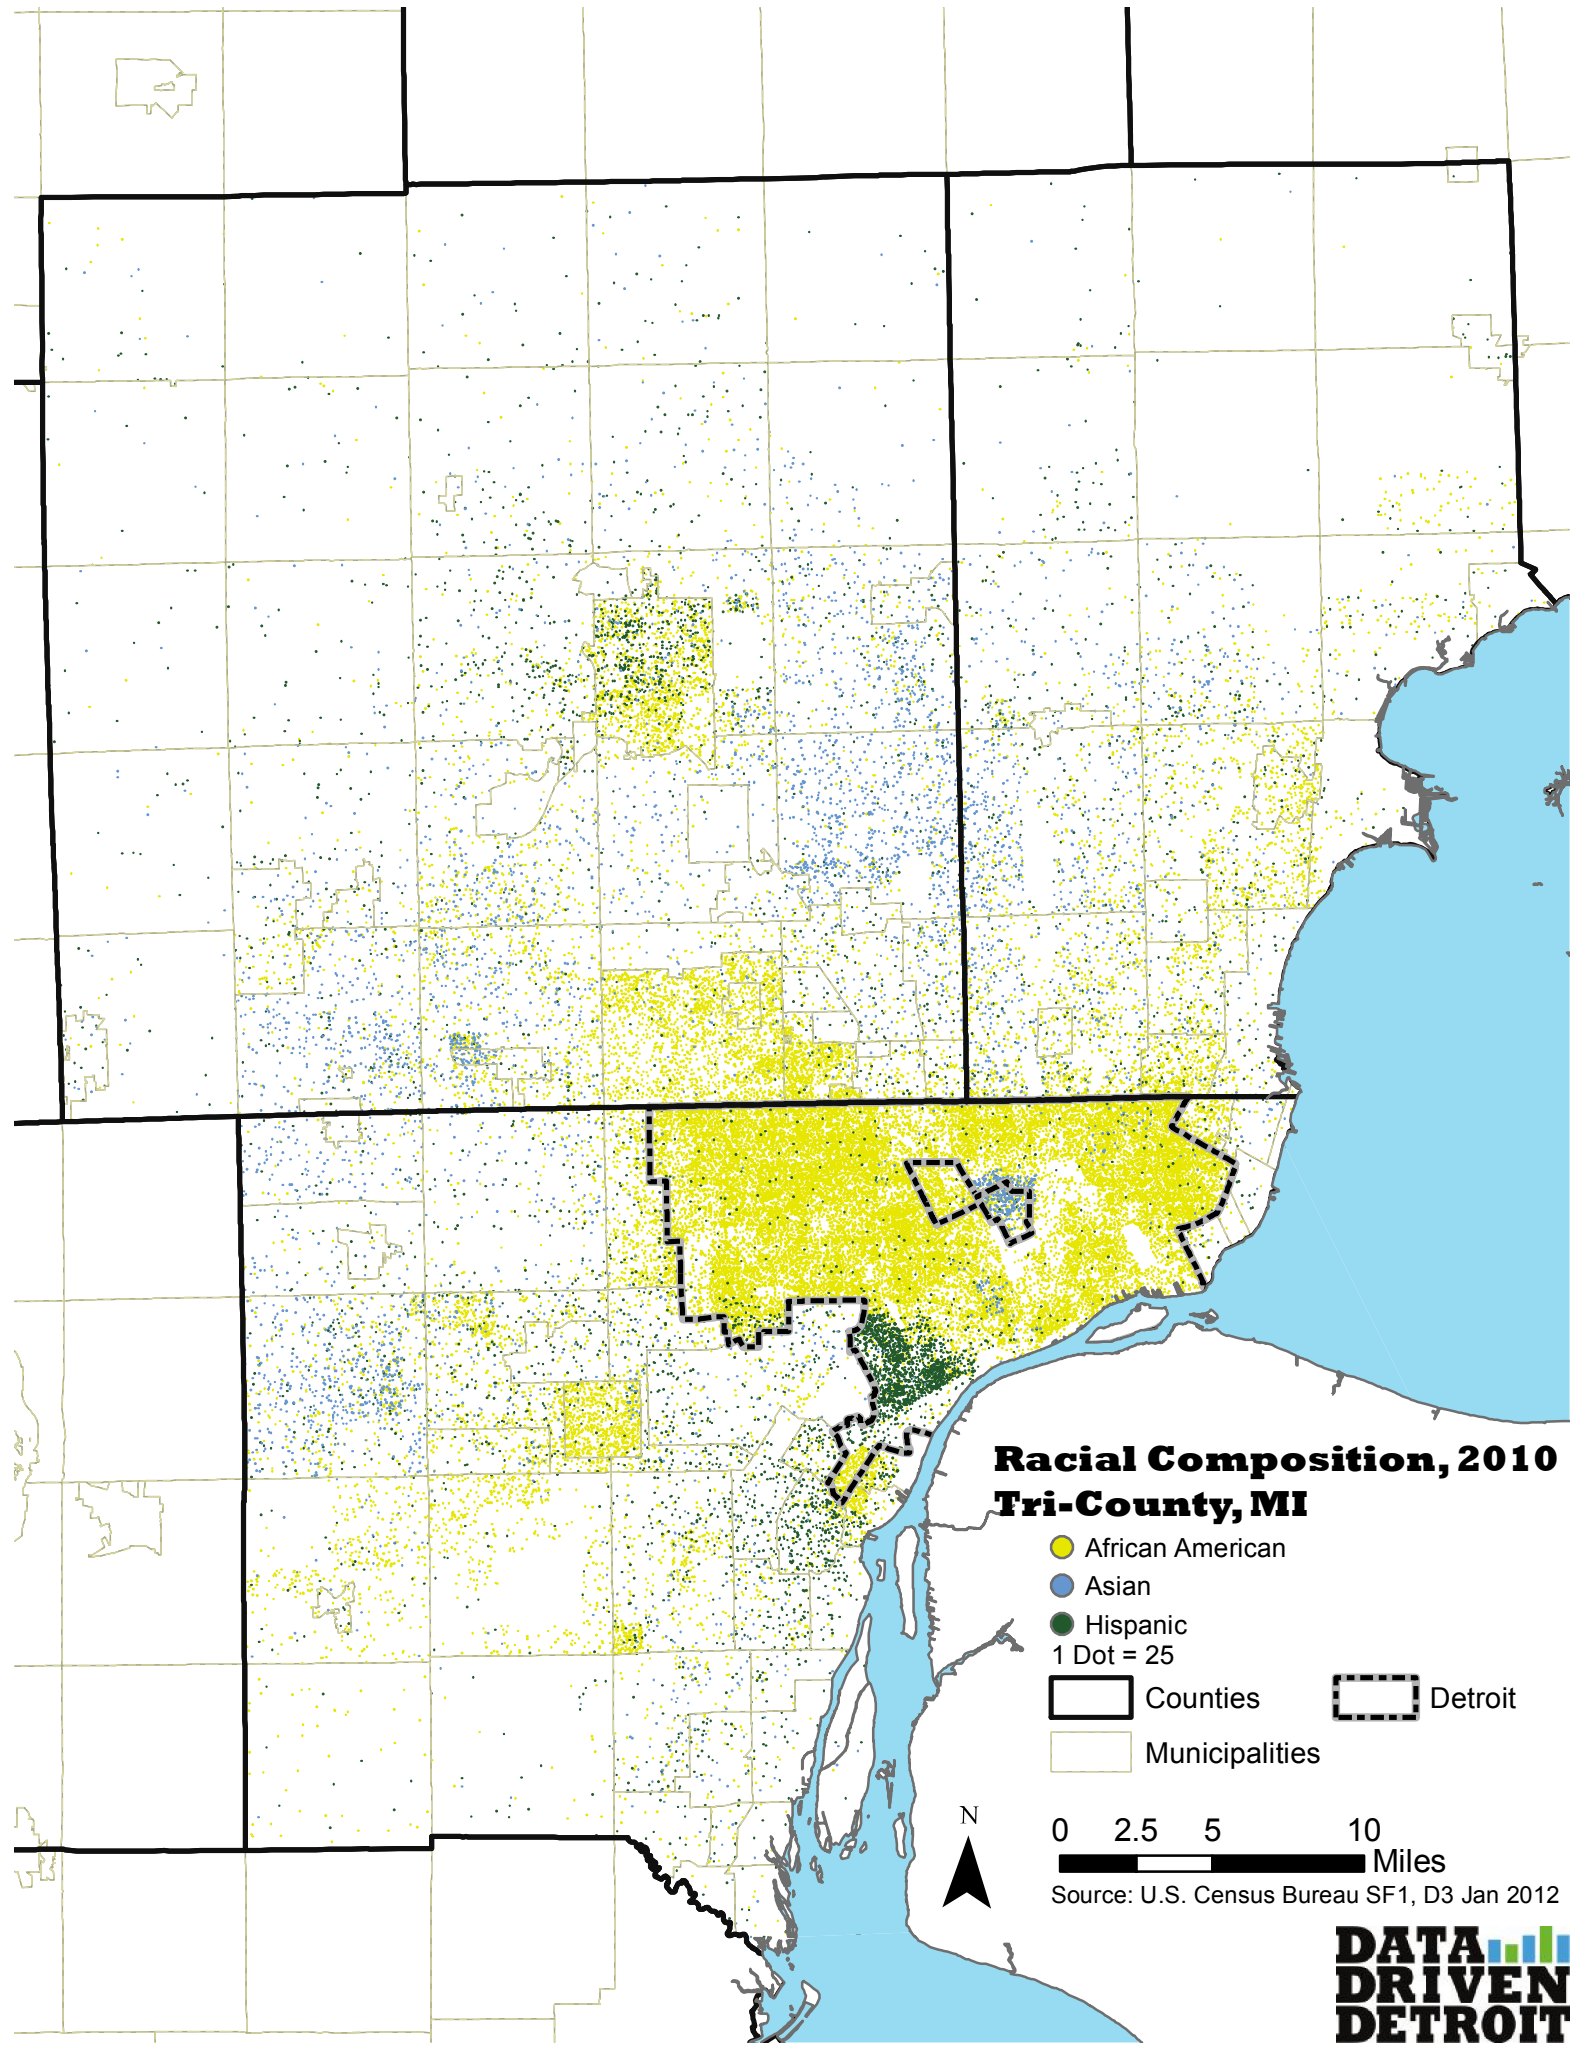 Racial Composition, 2010
Tri-County, MI
African American
Asian
Hispanic
1 Dot = 25
Counties
Detroit
Municipalities
N
0 2.5 5 10
Miles
Source: U.S. Census Bureau SF1, D3 Jan 2012
DATA
DRIVEN
DETROIT